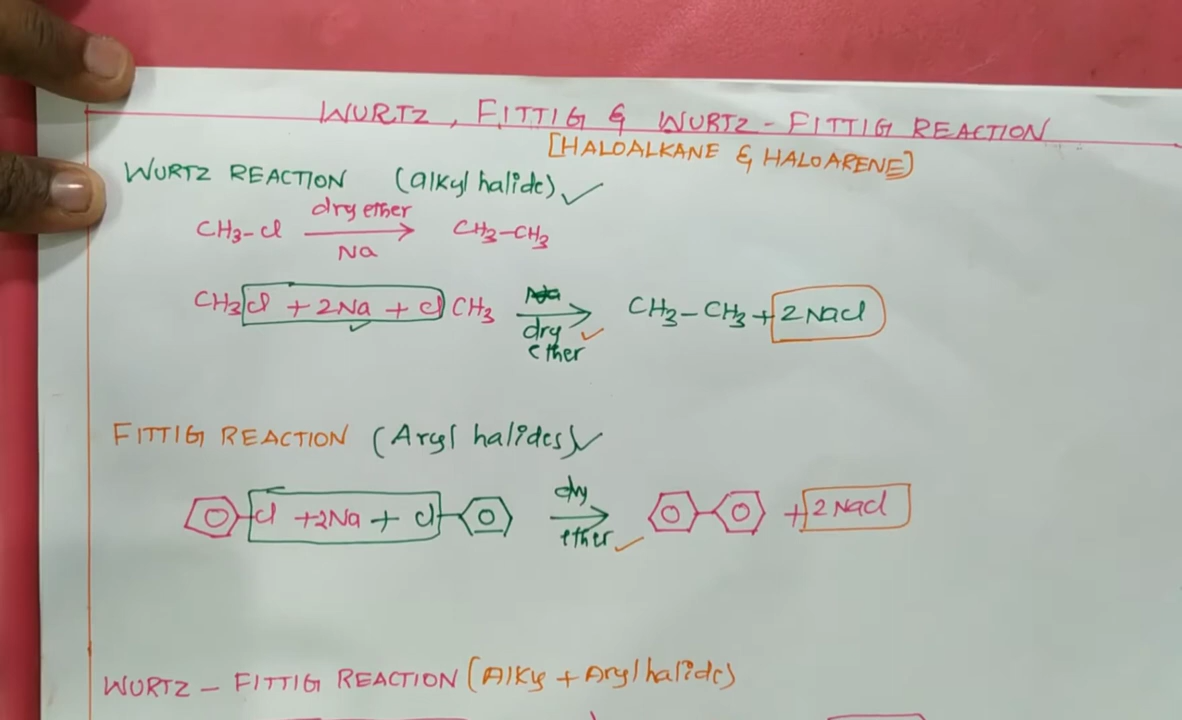 WURTZ, FITTIG & WURTZ - FITTIG REACTION
[HALOALKANE & HALOARENE]
WURTZ REACTION (alkyl halide)
dry ether
CH3-Cl → CH3-CH3
Na
CH3Cl + 2Na + Cl CH3 → CH3-CH3 + 2NaCl
dry
ether
FITTIG REACTION (Aryl halides)
dry
Cl +2Na + Cl → + 2NaCl
ether
WURTZ - FITTIG REACTION (Alky + Aryl halide)